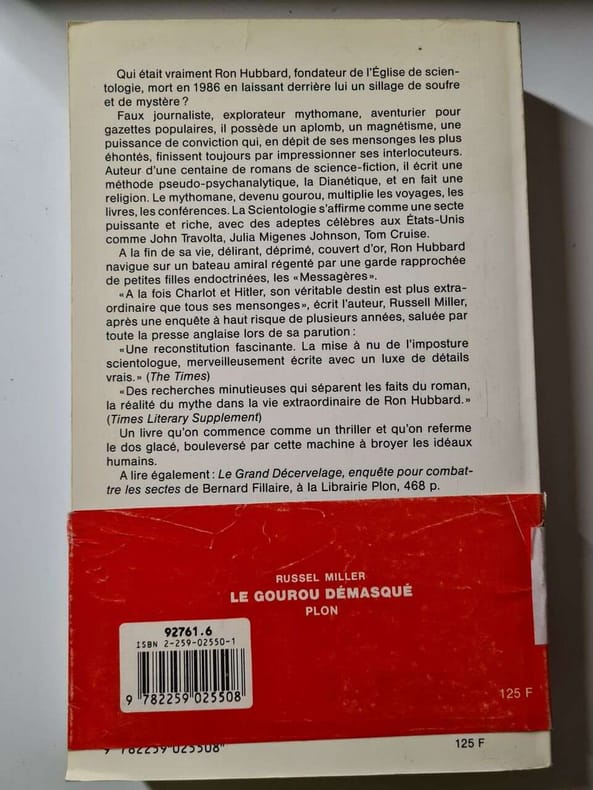 Qui était vraiment Ron Hubbard, fondateur de l'Église de scien-
tologie, mort en 1986 en laissant derrière lui un sillage de soufre
et de mystère ?
Faux journaliste, explorateur mythomane, aventurier pour
gazettes populaires, il possède un aplomb, un magnétisme, une
puissance de conviction qui, en dépit de ses mensonges les plus
éhontés, finissent toujours par impressionner ses interlocuteurs.
Auteur d'une centaine de romans de science-fiction, il écrit une
méthode pseudo-psychanalytique, la Dianétique, et en fait une
religion. Le mythomane, devenu gourou, multiplie les voyages, les
livres, les conférences. La Scientologie s'affirme comme une secte
puissante et riche, avec des adeptes célèbres aux États-Unis
comme John Travolta, Julia Migenes Johnson, Tom Cruise.
A la fin de sa vie, délirant, déprimé, couvert d'or, Ron Hubbard
navigue sur un bateau amiral régenté par une garde rapprochée
de petites filles endoctrinées, les « Messagères ».
« A la fois Charlot et Hitler, son véritable destin est plus extra-
ordinaire que tous ses mensonges », écrit l'auteur, Russell Miller,
après une enquête à haut risque de plusieurs années, saluée par
toute la presse anglaise lors de sa parution :
« Une reconstitution fascinante. La mise à nu de l'imposture
scientologue, merveilleusement écrite avec un luxe de détails
vrais. » (The Times)
« Des recherches minutieuses qui séparent les faits du roman,
la réalité du mythe dans la vie extraordinaire de Ron Hubbard. »
(Times Literary Supplement)
Un livre qu'on commence comme un thriller et qu'on referme
le dos glacé, bouleversé par cette machine à broyer les idéaux
humains.
A lire également : Le Grand Décervelage, enquête pour combat-
tre les sectes de Bernard Fillaire, à la Librairie Plon, 468 p.
RUSSEL MILLER
LE GOUROU DÉMASQUÉ
PLON
92761.6
ISBN 2-259-02550-1
9 782259 025508
125 F
9 782259 025508
125 F